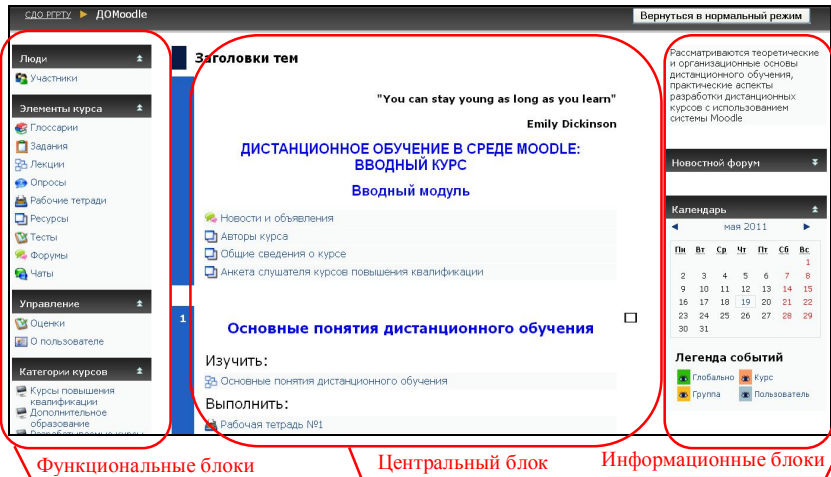 СДО РГРТУ ► ДОMoodle
Вернуться в нормальный режим
Люди
Участники
Элементы курса
Глоссарии
Задания
Лекции
Опросы
Рабочие тетради
Ресурсы
Тесты
Форумы
Чаты
Управление
Оценки
О пользователе
Категории курсов
Курсы повышения
квалификации
Дополнительное
образование
Разрабатываемые курсы
Заголовки тем
"You can stay young as long as you learn"
Emily Dickinson
ДИСТАНЦИОННОЕ ОБУЧЕНИЕ В СРЕДЕ MOODLE:
ВВОДНЫЙ КУРС
Вводный модуль
Новости и объявления
Авторы курса
Общие сведения о курсе
Анкета слушателя курсов повышения квалификации
1
Основные понятия дистанционного обучения
Изучить:
Основные понятия дистанционного обучения
Выполнить:
Рабочая тетрадь №1
Рассматриваются теоретические
и организационные основы
дистанционного обучения,
практические аспекты
разработки дистанционных
курсов с использованием
системы Moodle
Новостной форум
Календарь
◄ мая 2011 ►
Пн Вт Ср Чт Пт Сб Вс
1
2 3 4 5 6 7 8
9 10 11 12 13 14 15
16 17 18 19 20 21 22
23 24 25 26 27 28 29
30 31
Легенда событий
Глобально Курс
Группа Пользователь
Функциональные блоки
Центральный блок
Информационные блоки